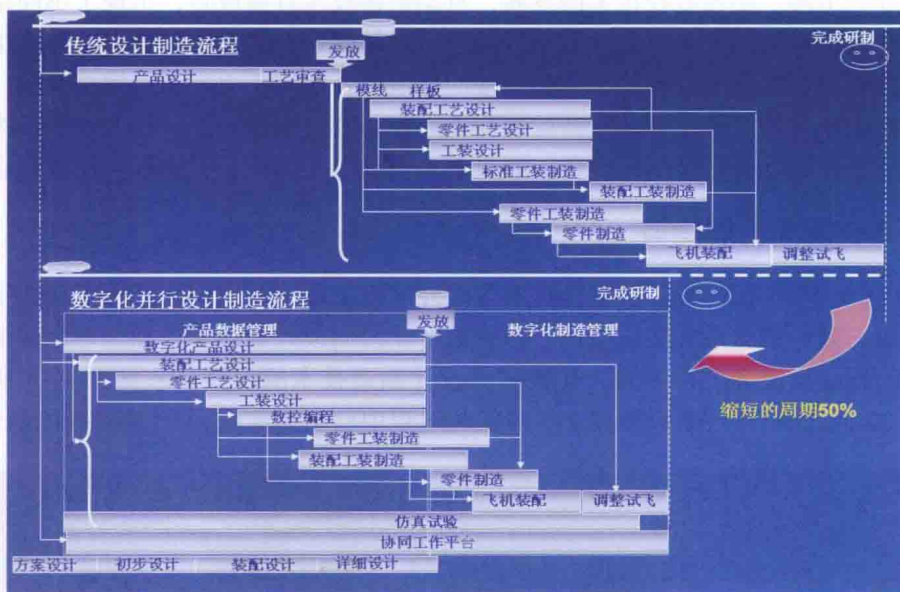 传统设计制造流程
完成研制
发放
产品设计 工艺审查
模线 样板
装配工艺设计
零件工艺设计
工装设计
标准工装制造
装配工装制造
零件工装制造
零件制造
飞机装配 调整试飞
数字化并行设计制造流程
完成研制
产品数据管理 发放 数字化制造管理
数字化产品设计
装配工艺设计
零件工艺设计
工装设计
数控编程
零件工装制造
装配工装制造
零件制造
飞机装配 调整试飞
仿真试验
协同工作平台
方案设计 初步设计 装配设计 详细设计
缩短的周期50%